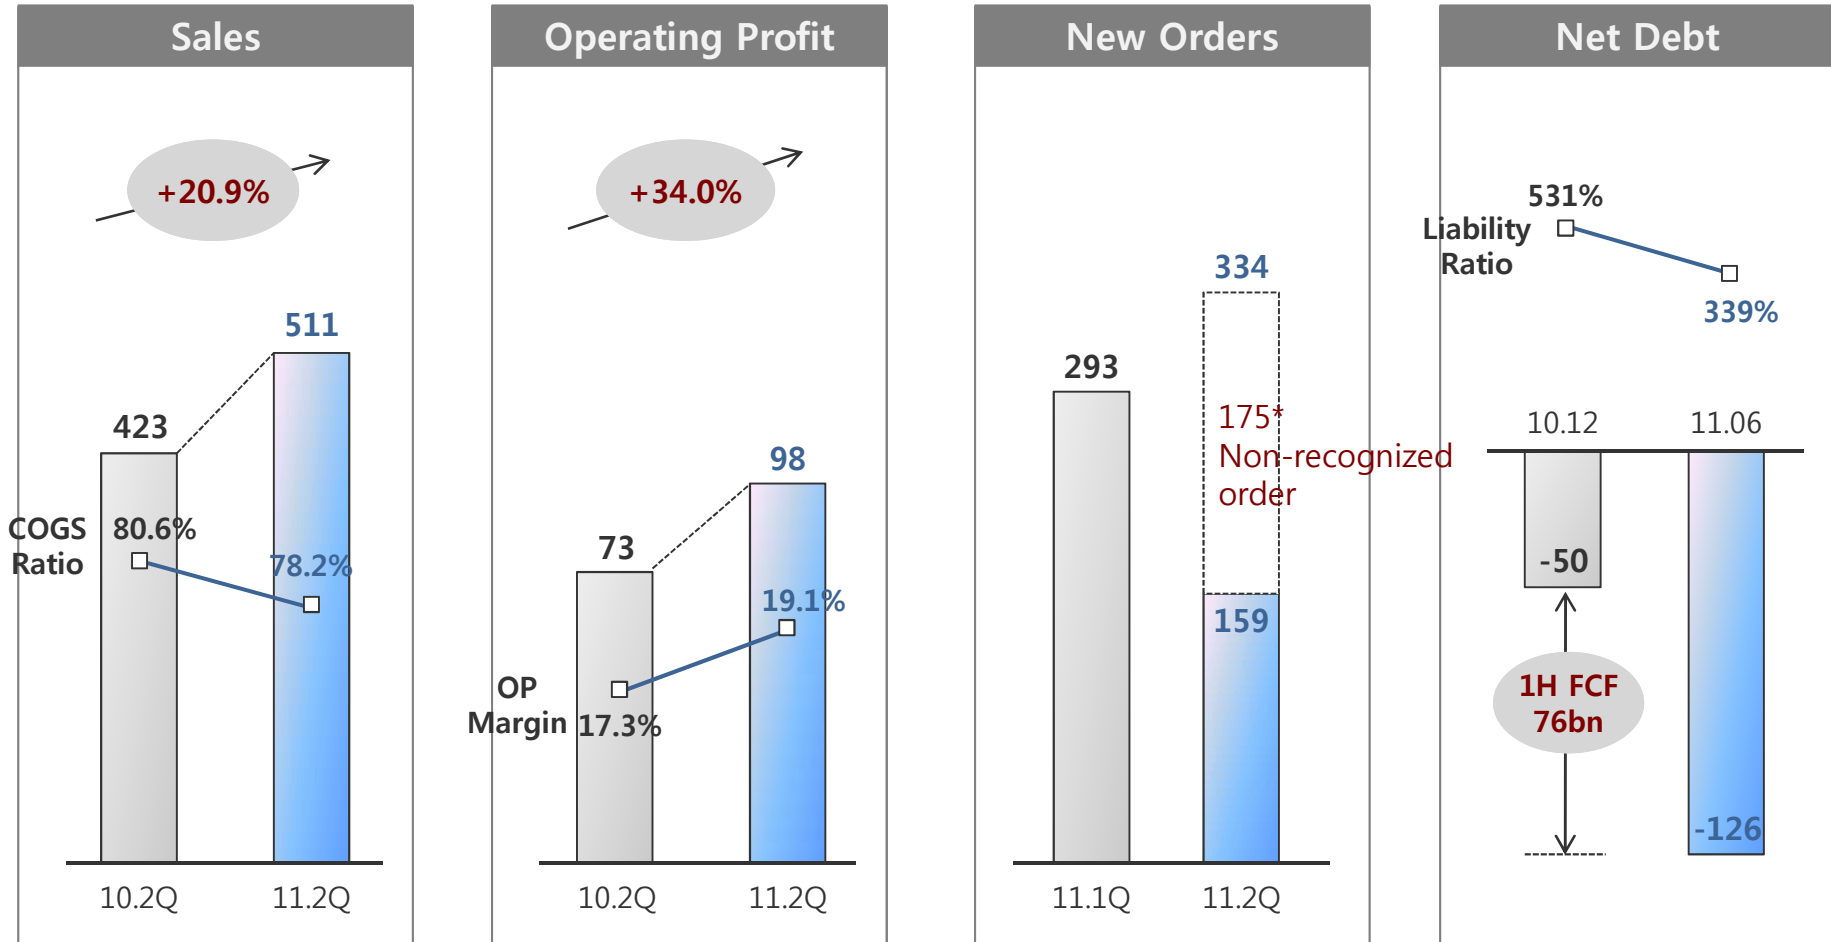 Sales
+20.9%
511
423
COGS
Ratio
80.6%
78.2%
10.2Q
11.2Q
Operating Profit
+34.0%
98
73
19.1%
OP
Margin
17.3%
10.2Q
11.2Q
New Orders
334
293
175*
Non-recognized
order
159
11.1Q
11.2Q
Net Debt
531%
Liability
Ratio
339%
10.12
11.06
-50
1H FCF
76bn
-126